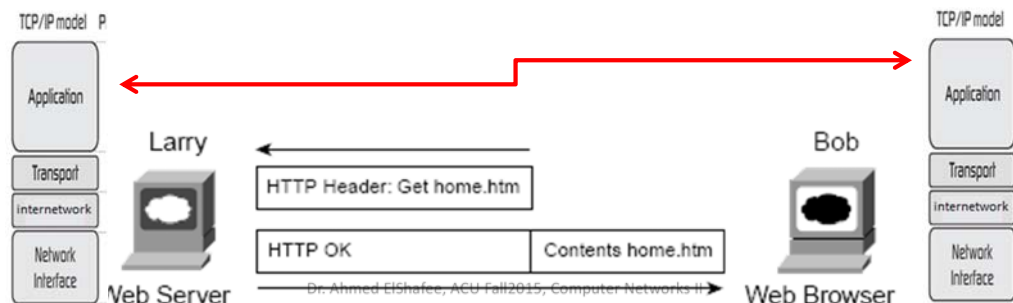 TCP/IP model P
Application
Transport
internetwork
Network
Interface
Larry
Web Server
HTTP Header: Get home.htm
HTTP OK
Contents home.htm
Dr. Ahmed ElShafee, ACU Fall2015, Computer Networks II
Bob
Web Browser
TCP/IP model
Application
Transport
internetwork
Network
Interface